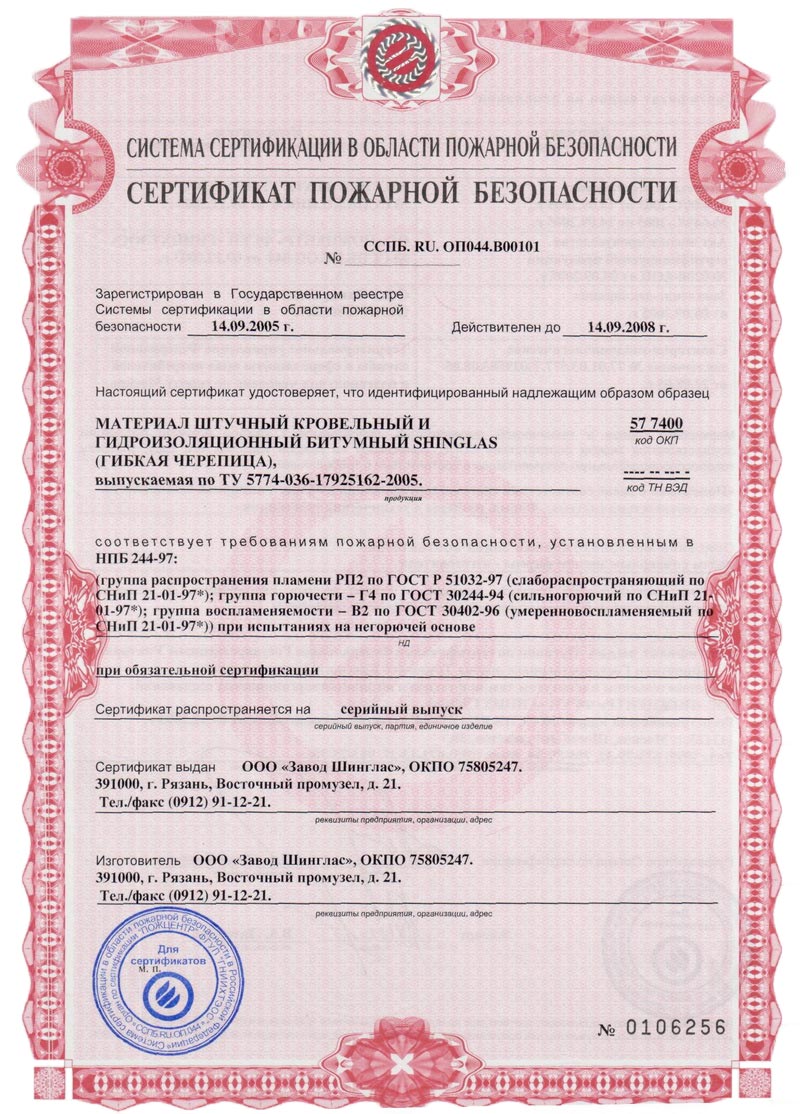 СИСТЕМА СЕРТИФИКАЦИИ В ОБЛАСТИ ПОЖАРНОЙ БЕЗОПАСНОСТИ
СЕРТИФИКАТ ПОЖАРНОЙ БЕЗОПАСНОСТИ
№ ССПБ. RU. ОП044.В00101
Зарегистрирован в Государственном реестре
Системы сертификации в области пожарной
безопасности 14.09.2005 г. Действителен до 14.09.2008 г.
Настоящий сертификат удостоверяет, что идентифицированный надлежащим образом образец
МАТЕРИАЛ ШТУЧНЫЙ КРОВЕЛЬНЫЙ И 57 7400
ГИДРОИЗОЛЯЦИОННЫЙ БИТУМНЫЙ SHINGLAS код ОКП
(ГИБКАЯ ЧЕРЕПИЦА), ---- -- --- -
выпускаемая по ТУ 5774-036-17925162-2005. код ТН ВЭД
продукция
соответствует требованиям пожарной безопасности, установленным в
НПБ 244-97:
(группа распространения пламени РП2 по ГОСТ Р 51032-97 (слабораспространяющий по
СНиП 21-01-97*); группа горючести – Г4 по ГОСТ 30244-94 (сильногорючий по СНиП 21-
01-97*); группа воспламеняемости – В2 по ГОСТ 30402-96 (умеренновоспламеняемый по
СНиП 21-01-97*)) при испытаниях на негорючей основе
НД
при обязательной сертификации
Сертификат распространяется на серийный выпуск
серийный выпуск, партия, единичное изделие
Сертификат выдан ООО «Завод Шинглас», ОКПО 75805247.
391000, г. Рязань, Восточный промузел, д. 21.
Тел./факс (0912) 91-12-21.
реквизиты предприятия, организации, адрес
Изготовитель ООО «Завод Шинглас», ОКПО 75805247.
391000, г. Рязань, Восточный промузел, д. 21.
Тел./факс (0912) 91-12-21.
реквизиты предприятия, организации, адрес
Система сертификации в области пожарной безопасности в Российской Федерации
Орган по сертификации "ПОЖЦЕНТР" ФГУП "ГНИИХТЭОС"
«ССПБ.RU.ОП.044»
Для
сертификатов
М. П.
№ 0106256